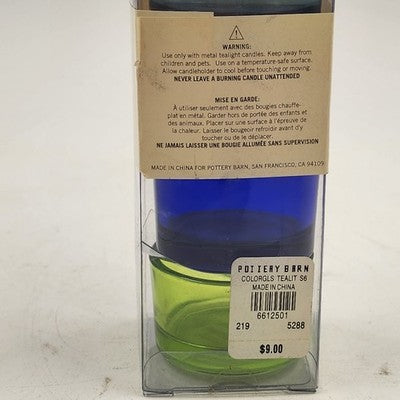 WARNING:
Use only with metal tealight candles. Keep away from
children and pets. Use on a temperature-safe surface.
Allow candleholder to cool before touching or moving.
NEVER LEAVE A BURNING CANDLE UNATTENDED
MISE EN GARDE:
À utiliser seulement avec des bougies chauffe-
plat en métal. Garder hors de portée des enfants et
des animaux. Placer sur une surface à l'épreuve de
la chaleur. Laisser le bougeoir refroidir avant d'y
toucher ou de le déplacer.
NE JAMAIS LAISSER UNE BOUGIE ALLUMÉE SANS SUPERVISION
MADE IN CHINA FOR POTTERY BARN, SAN FRANCISCO, CA 94109
POTTERY BARN
COLORGLS TEALIT S6
MADE IN CHINA
6612501
219 5288
$9.00